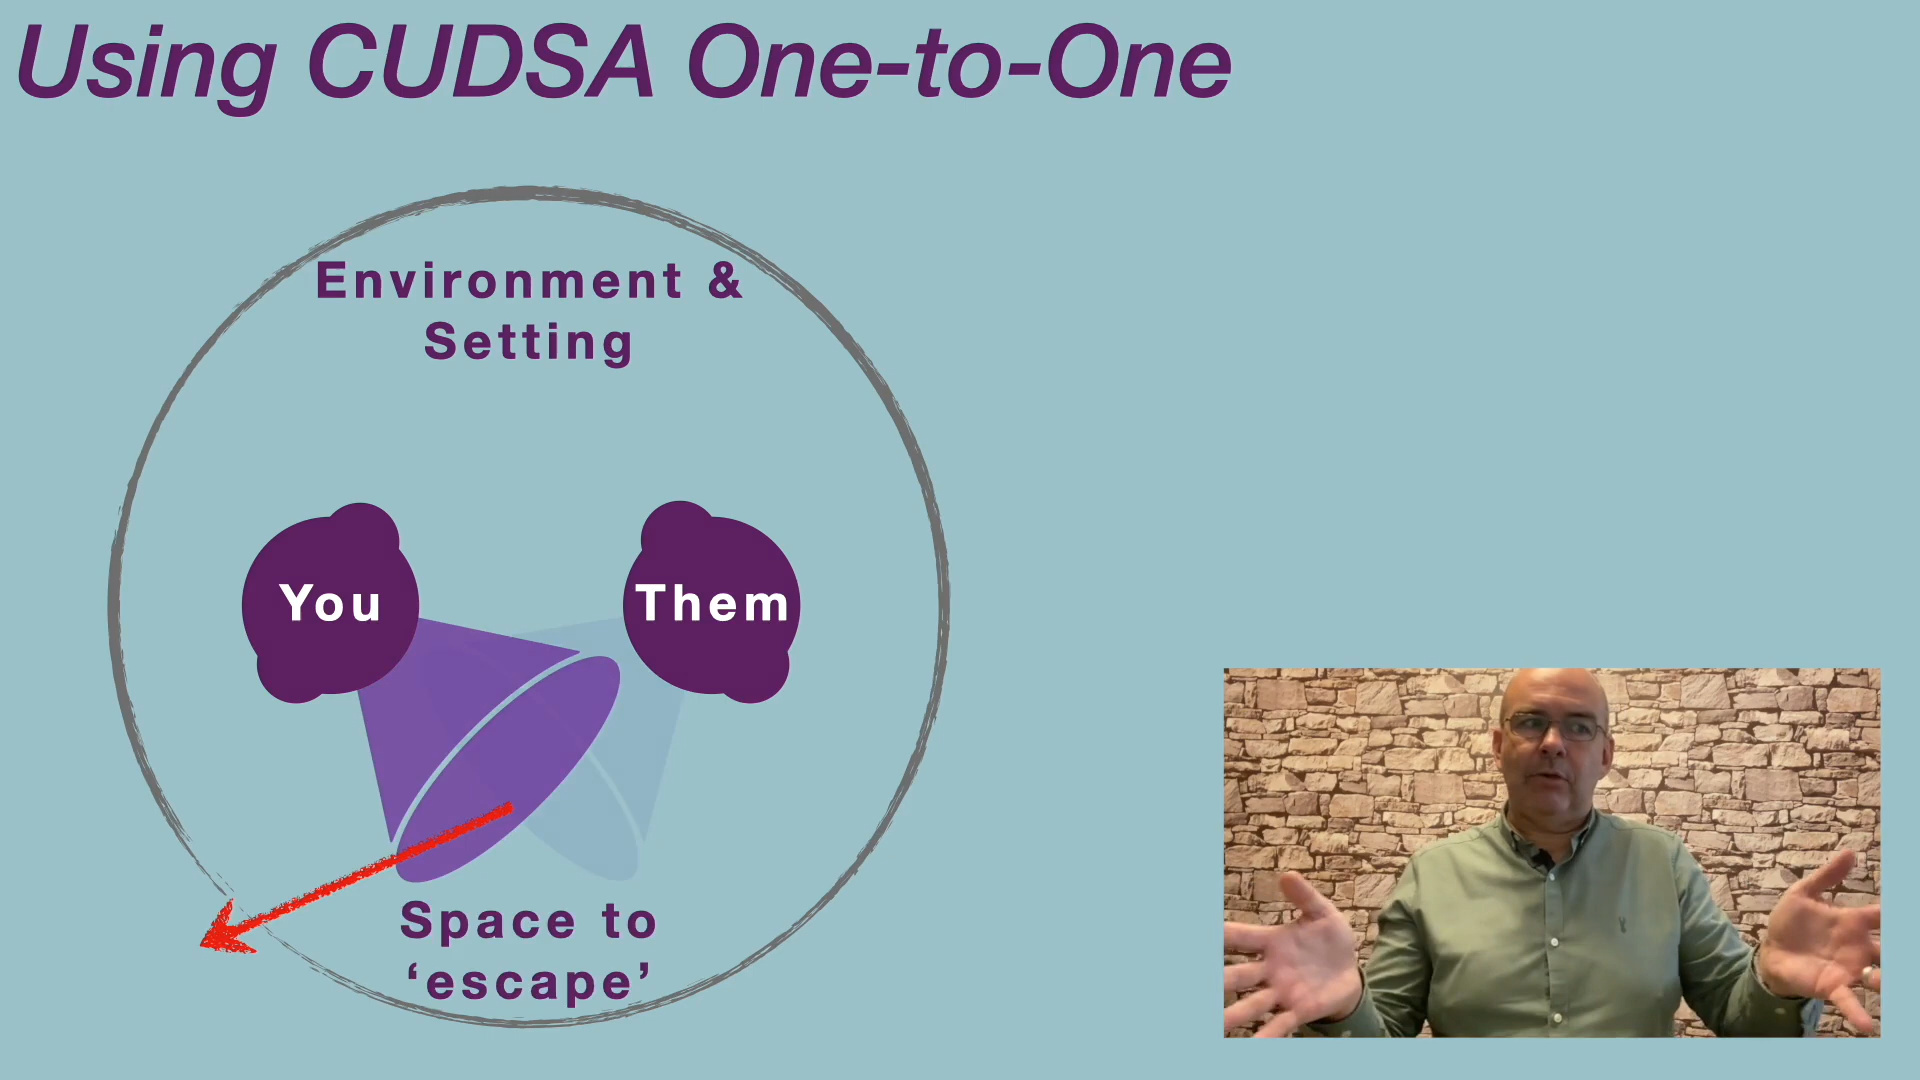 Using CUDSA One-to-One
Environment &
Setting
You
Them
Space to
‘escape’